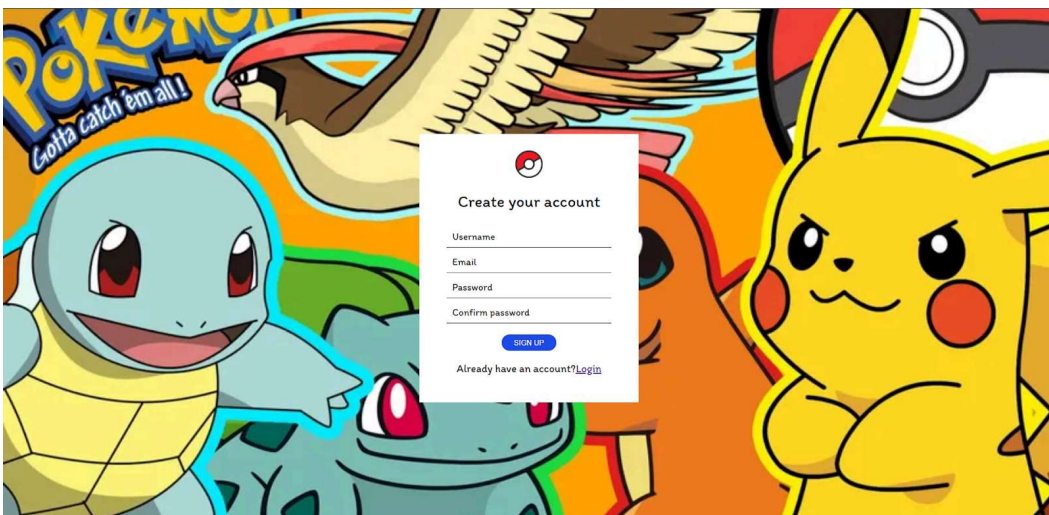 POKÉMON
Gotta catch 'em all!
Create your account
Username
Email
Password
Confirm password
SIGN UP
Already have an account?Login